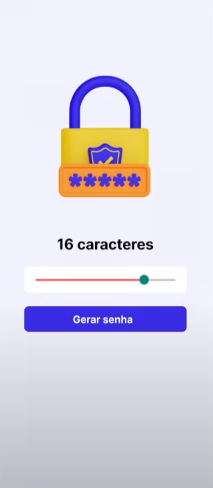 *****
16 caracteres
Gerar senha